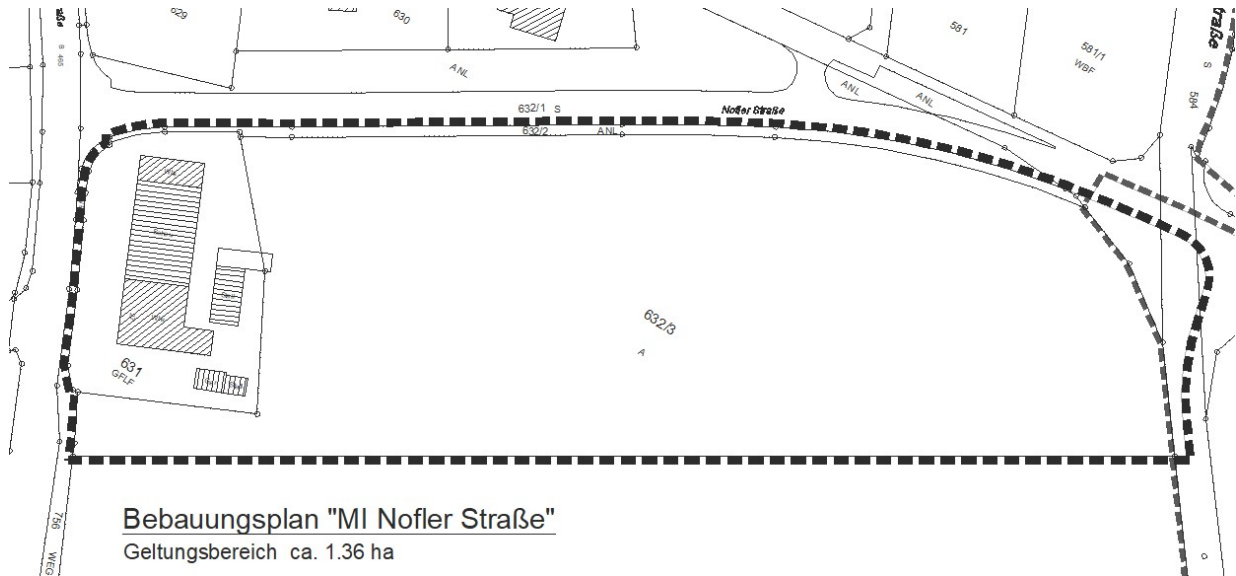 629
630
581
581/1
WBF
584
S
ANL
ANL
ANL
632/1 S
Nofler Straße
632/2 ANL
632/3
A
631
GFLF
756
WEG
Bebauungsplan "MI Nofler Straße"
Geltungsbereich ca. 1.36 ha